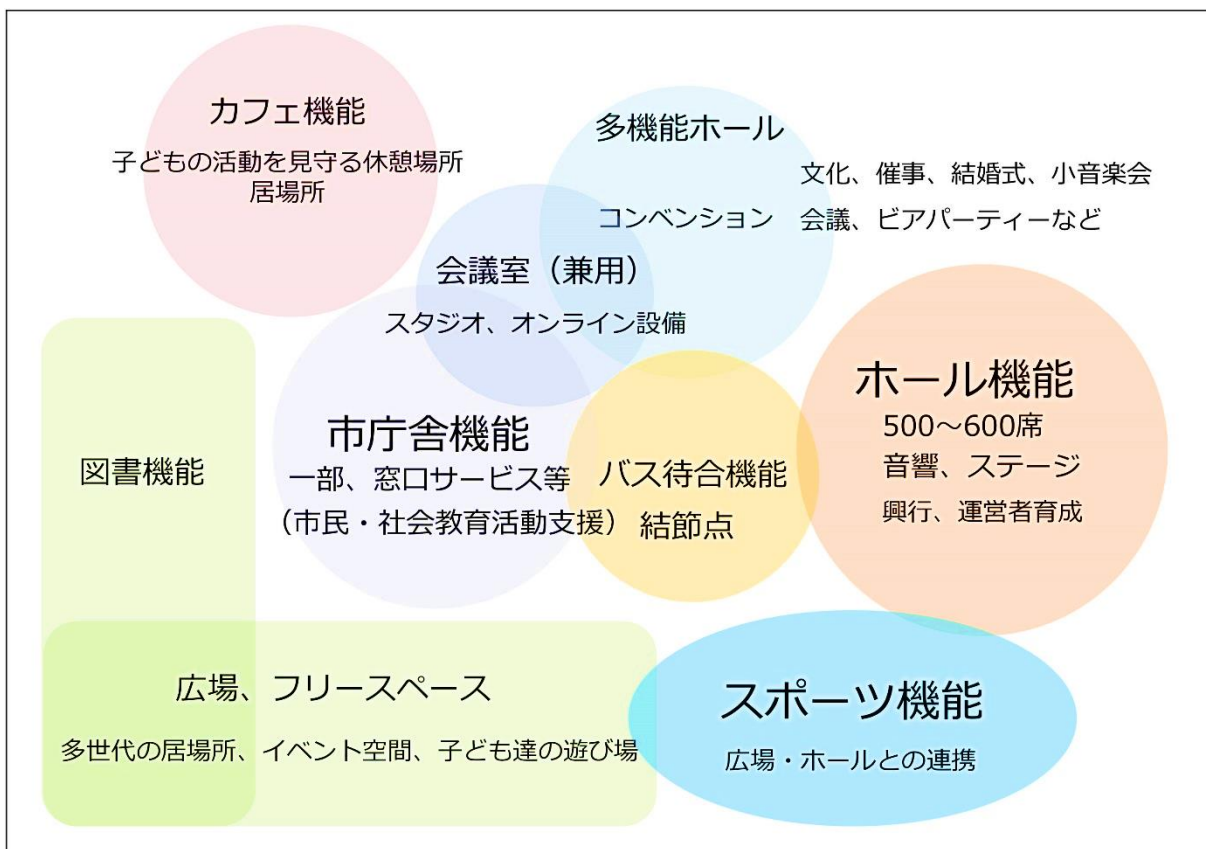 カフェ機能
子どもの活動を見守る休憩場所
居場所
多機能ホール
文化、催事、結婚式、小音楽会
コンベンション 会議、ビアパーティーなど
会議室（兼用）
スタジオ、オンライン設備
ホール機能
500～600席
音響、ステージ
興行、運営者育成
市庁舎機能
一部、窓口サービス等
（市民・社会教育活動支援）
バス待合機能
結節点
図書機能
広場、フリースペース
多世代の居場所、イベント空間、子ども達の遊び場
スポーツ機能
広場・ホールとの連携